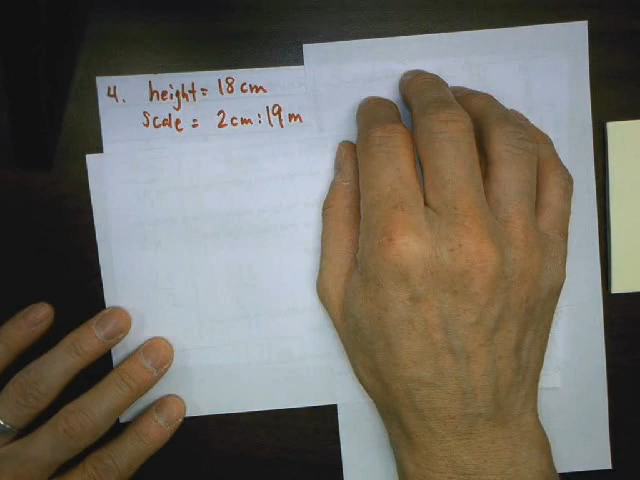 4. height = 18 cm
scale = 2 cm : 19 m